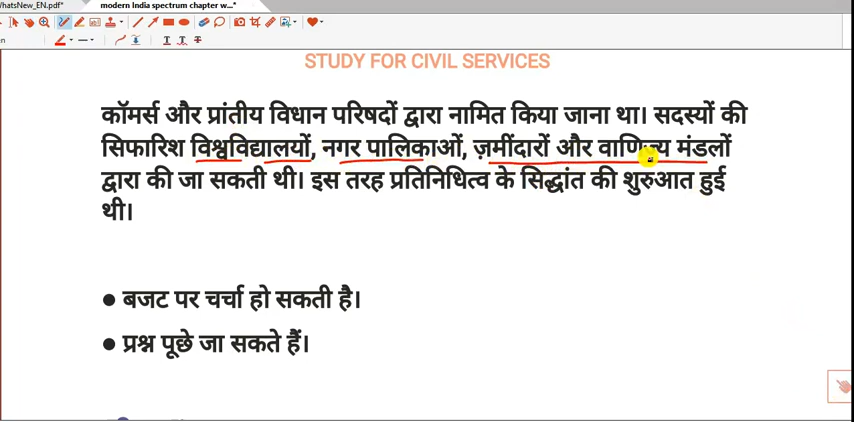 hatsNew_EN.pdf*
modern India spectrum chapter w...*
en
STUDY FOR CIVIL SERVICES
कॉमर्स और प्रांतीय विधान परिषदों द्वारा नामित किया जाना था। सदस्यों की
सिफारिश विश्वविद्यालयों, नगर पालिकाओं, ज़मींदारों और वाणिज्य मंडलों
द्वारा की जा सकती थी। इस तरह प्रतिनिधित्व के सिद्धांत की शुरुआत हुई
थी।
● बजट पर चर्चा हो सकती है।
● प्रश्न पूछे जा सकते हैं।